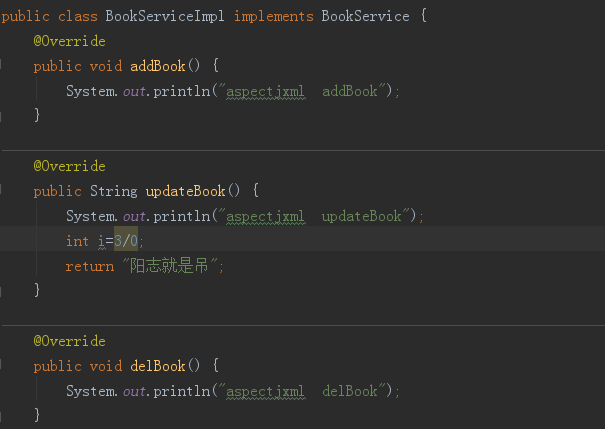 public class BookServiceImpl implements BookService {
@Override
public void addBook() {
System.out.println("aspectjxml  addBook");
}
@Override
public String updateBook() {
System.out.println("aspectjxml  updateBook");
int i=3/0;
return "阳志就是吊";
}
@Override
public void delBook() {
System.out.println("aspectjxml  delBook");
}